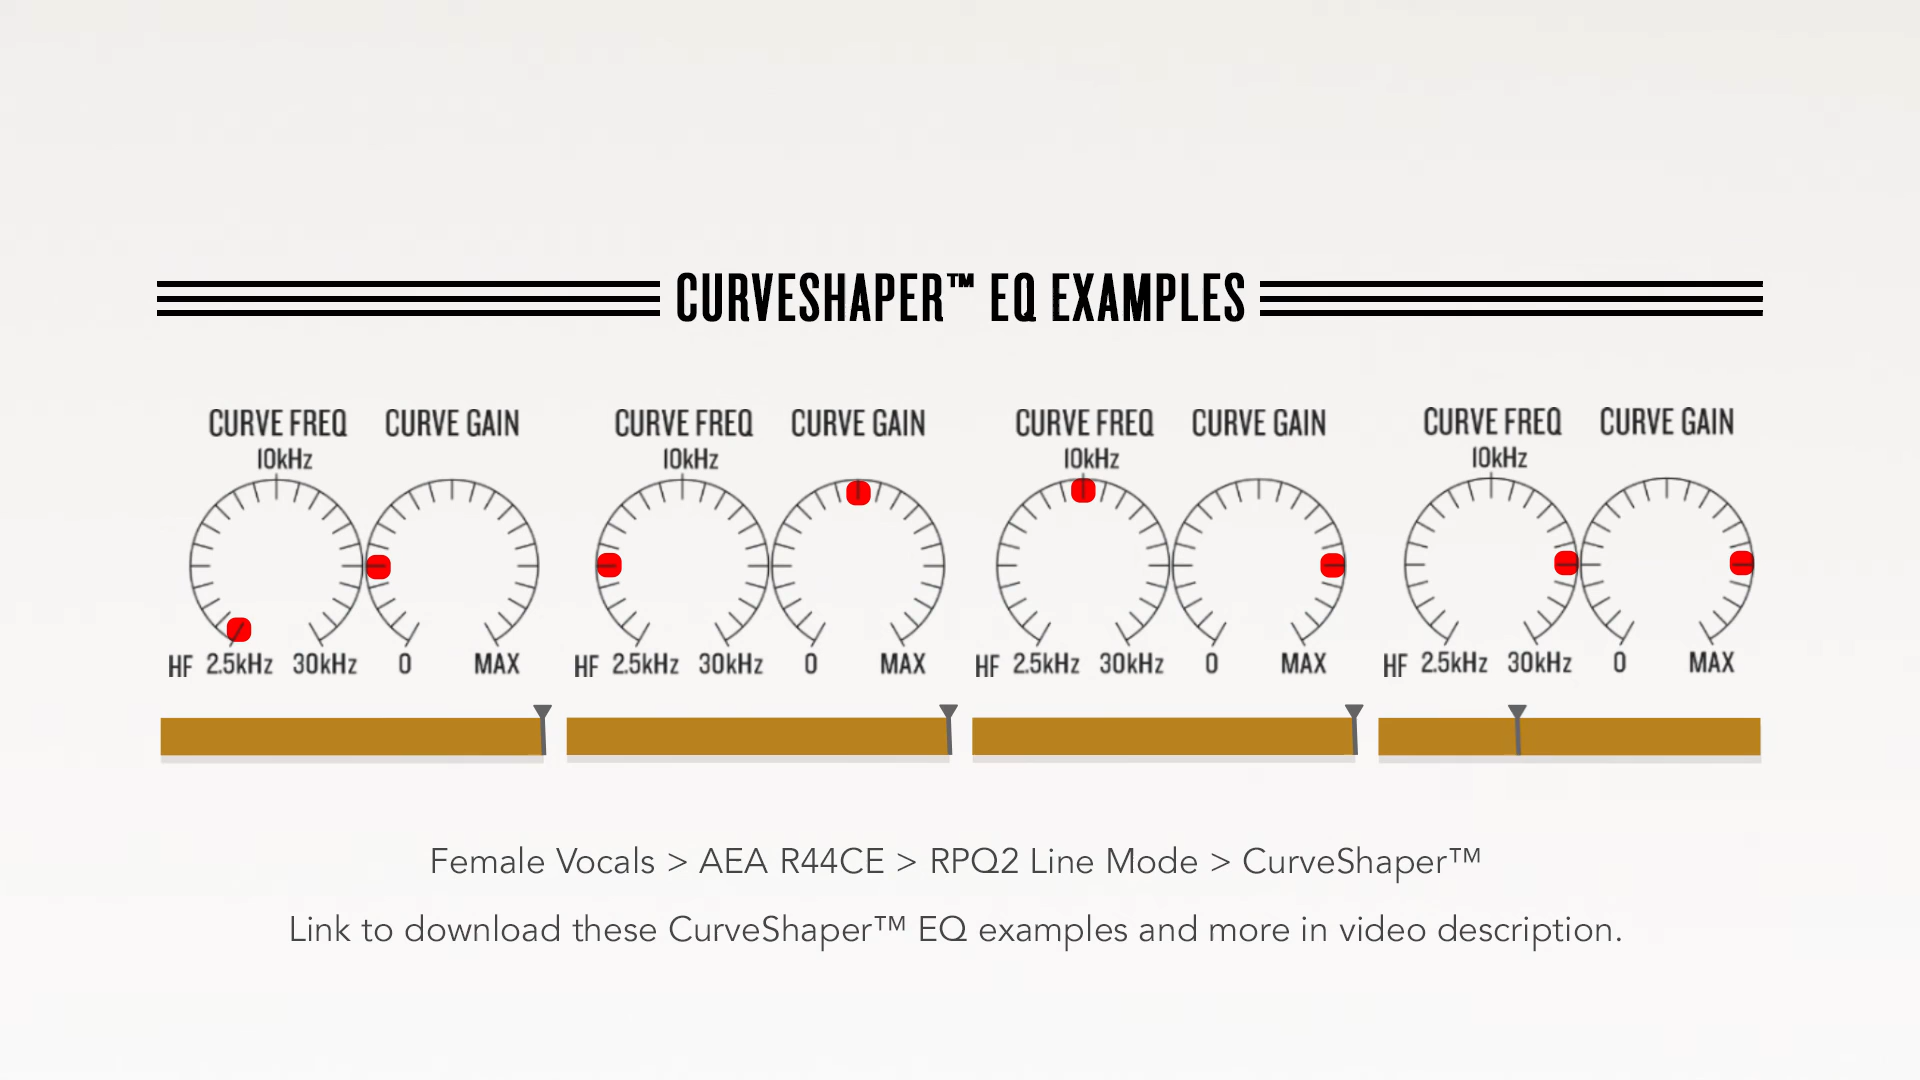 CURVESHAPER™ EQ EXAMPLES
CURVE FREQ CURVE GAIN CURVE FREQ CURVE GAIN CURVE FREQ CURVE GAIN CURVE FREQ CURVE GAIN
10kHz 10kHz 10kHz 10kHz
HF 2.5kHz 30kHz 0 MAX HF 2.5kHz 30kHz 0 MAX HF 2.5kHz 30kHz 0 MAX HF 2.5kHz 30kHz 0 MAX
Female Vocals > AEA R44CE > RPQ2 Line Mode > CurveShaper™
Link to download these CurveShaper™ EQ examples and more in video description.